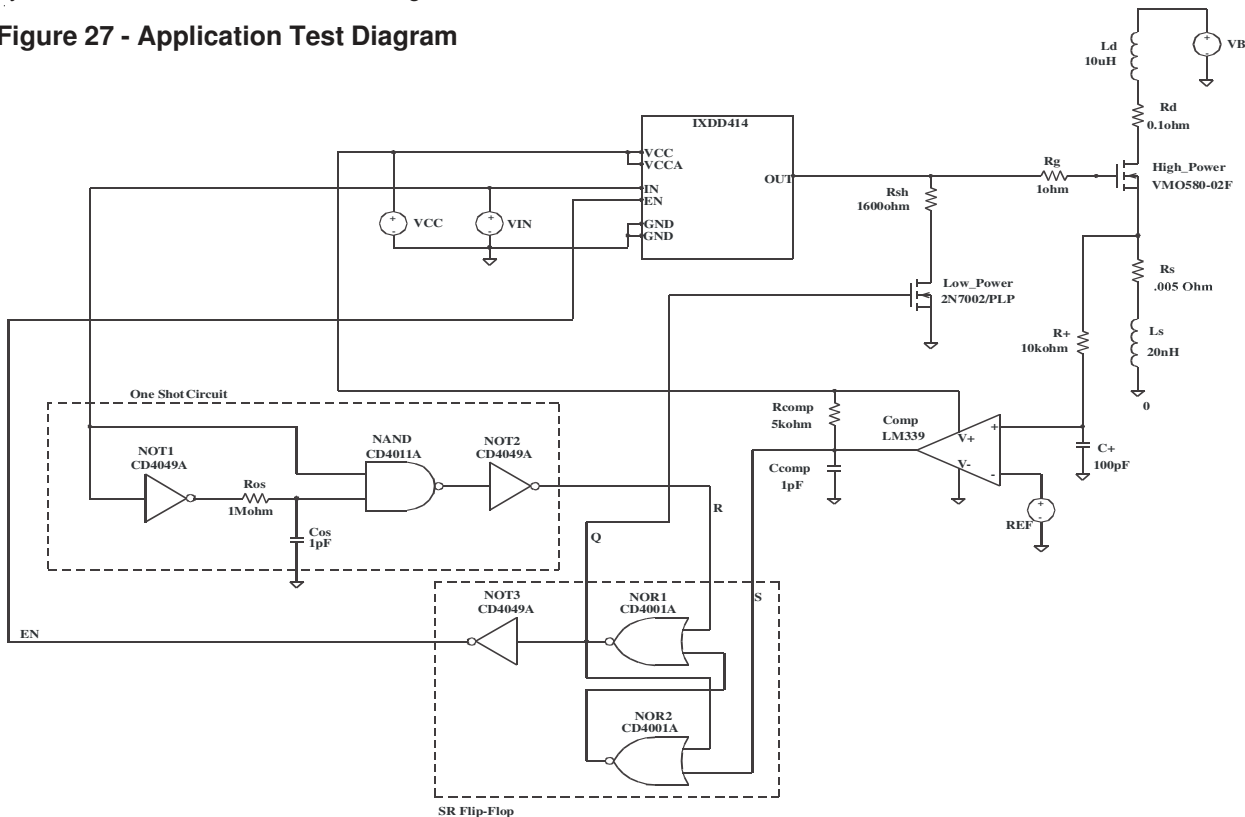 Figure 27 - Application Test Diagram
Ld
10uH
VB
Rd
0.1ohm
IXDD414
VCC
VCCA
IN
EN
GND
GND
OUT
VCC
VIN
Rsh
1600ohm
Rg
1ohm
High_Power
VMO580-02F
Low_Power
2N7002/PLP
Rs
.005 Ohm
R+
10kohm
Ls
20nH
0
One Shot Circuit
NOT1
CD4049A
Ros
1Mohm
Cos
1pF
NAND
CD4011A
NOT2
CD4049A
Rcomp
5kohm
Comp
LM339
V+
V-
+
-
Ccomp
1pF
C+
100pF
REF
+
-
R
Q
S
EN
NOT3
CD4049A
NOR1
CD4001A
NOR2
CD4001A
SR Flip-Flop